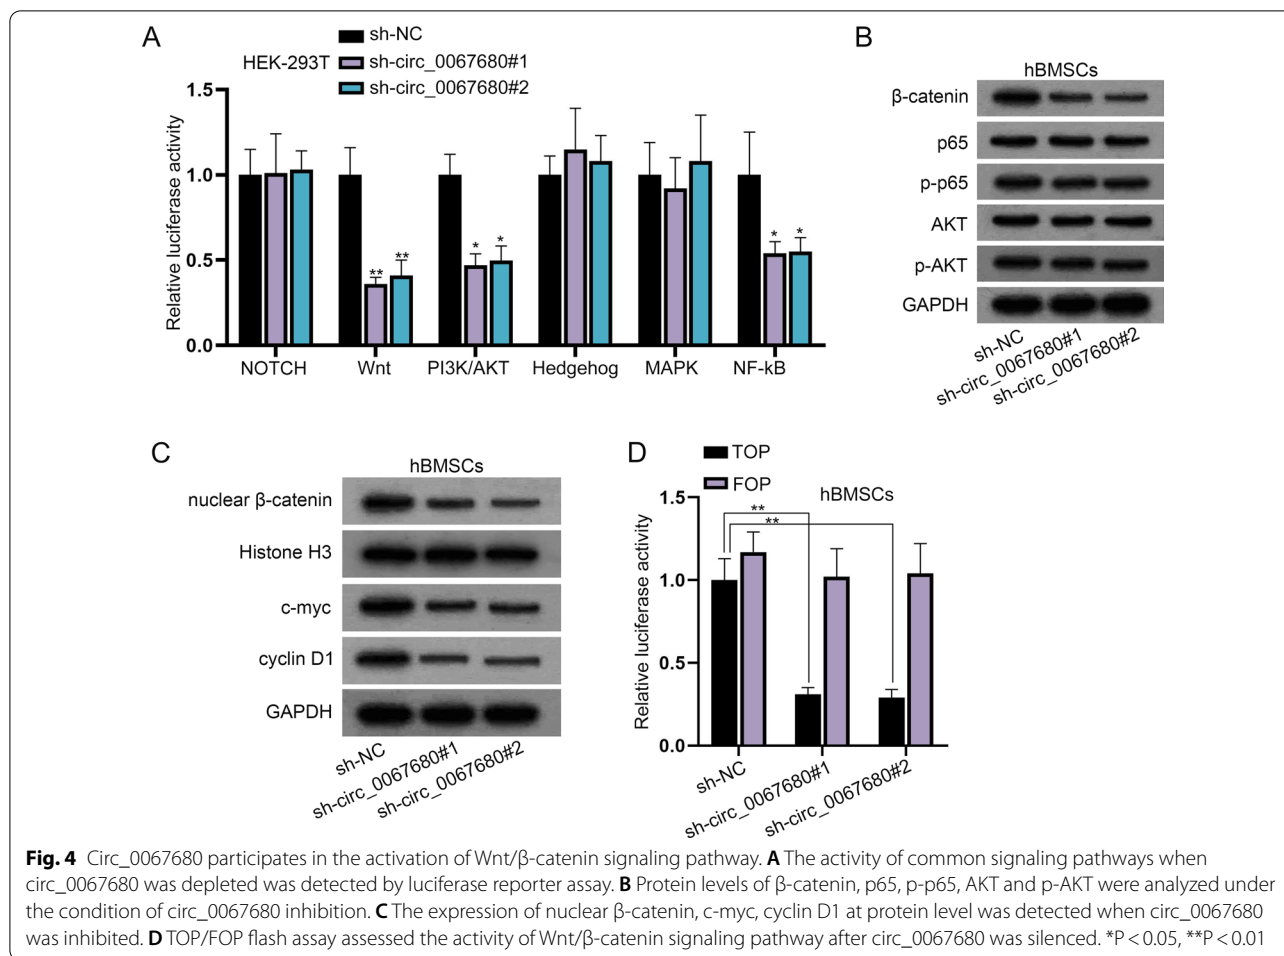 A
sh-NC
HEK-293T
sh-circ_0067680#1
sh-circ_0067680#2
Relative luciferase activity
1.5
1.0
0.5
0.0
** ** * * * *
NOTCH Wnt PI3K/AKT Hedgehog MAPK NF-kB
B
hBMSCs
β-catenin
p65
p-p65
AKT
p-AKT
GAPDH
sh-NC
sh-circ_0067680#1
sh-circ_0067680#2
C
hBMSCs
nuclear β-catenin
Histone H3
c-myc
cyclin D1
GAPDH
sh-NC
sh-circ_0067680#1
sh-circ_0067680#2
D
TOP
FOP
hBMSCs
Relative luciferase activity
1.5
1.0
0.5
0.0
**
**
sh-NC
sh-circ_0067680#1
sh-circ_0067680#2
Fig. 4 Circ_0067680 participates in the activation of Wnt/β-catenin signaling pathway. A The activity of common signaling pathways when
circ_0067680 was depleted was detected by luciferase reporter assay. B Protein levels of β-catenin, p65, p-p65, AKT and p-AKT were analyzed under
the condition of circ_0067680 inhibition. C The expression of nuclear β-catenin, c-myc, cyclin D1 at protein level was detected when circ_0067680
was inhibited. D TOP/FOP flash assay assessed the activity of Wnt/β-catenin signaling pathway after circ_0067680 was silenced. *P < 0.05, **P < 0.01